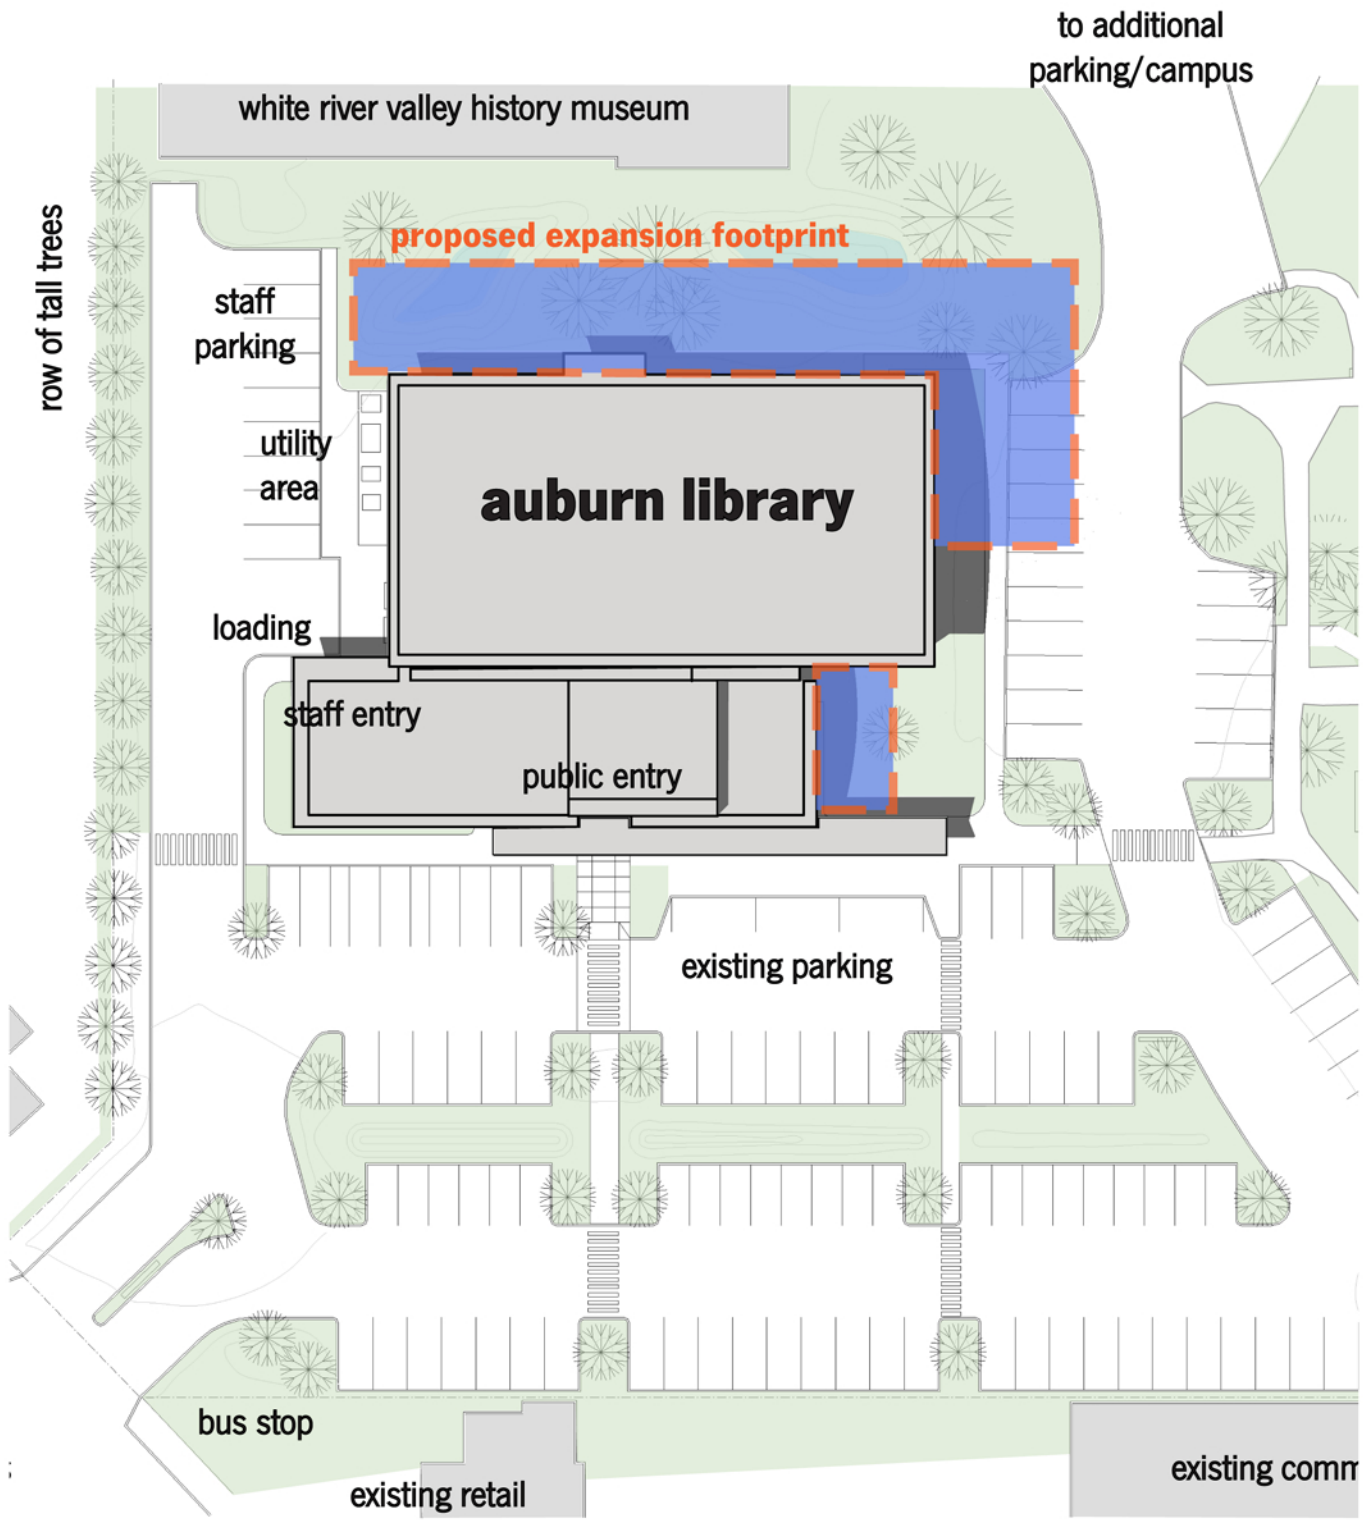 to additional
parking/campus
white river valley history museum
row of tall trees
proposed expansion footprint
staff
parking
utility
area
auburn library
loading
staff entry
public entry
existing parking
bus stop
existing retail
existing comm